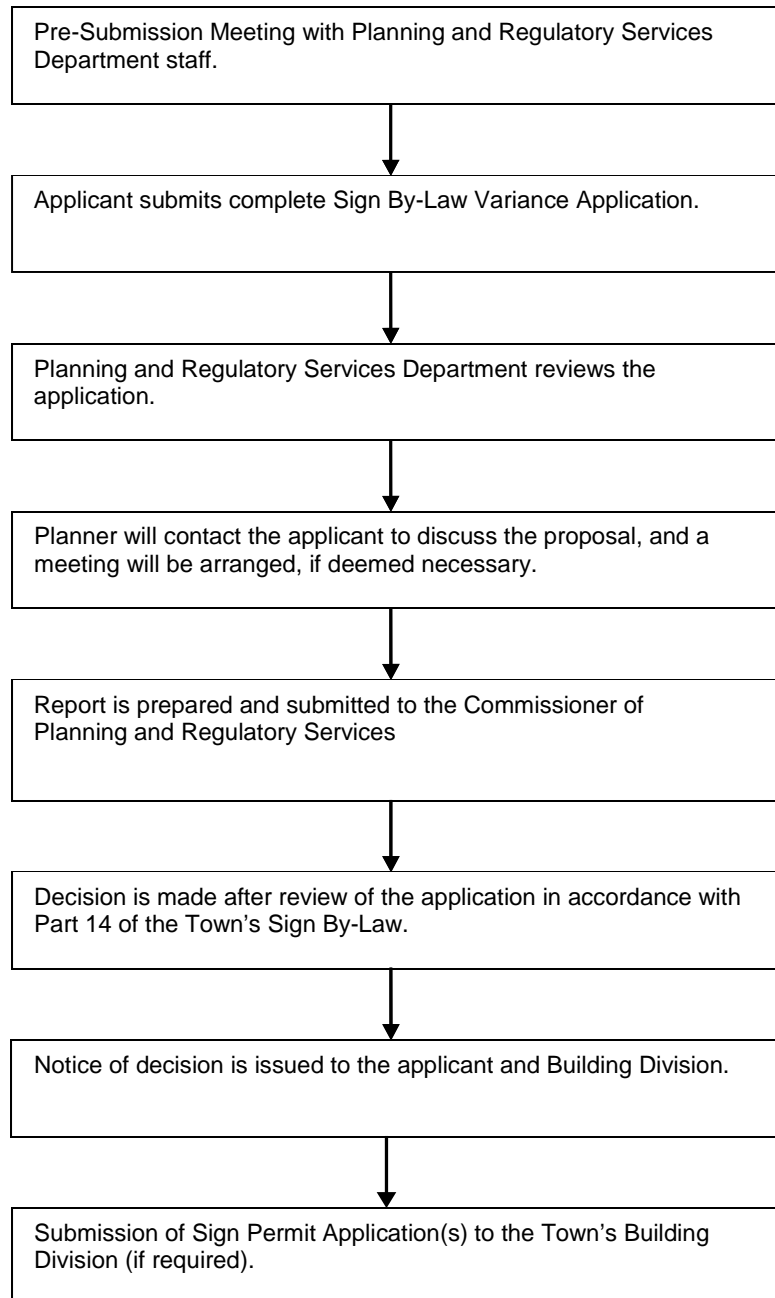 Pre-Submission Meeting with Planning and Regulatory Services
Department staff.
Applicant submits complete Sign By-Law Variance Application.
Planning and Regulatory Services Department reviews the
application.
Planner will contact the applicant to discuss the proposal, and a
meeting will be arranged, if deemed necessary.
Report is prepared and submitted to the Commissioner of
Planning and Regulatory Services
Decision is made after review of the application in accordance with
Part 14 of the Town’s Sign By-Law.
Notice of decision is issued to the applicant and Building Division.
Submission of Sign Permit Application(s) to the Town’s Building
Division (if required).